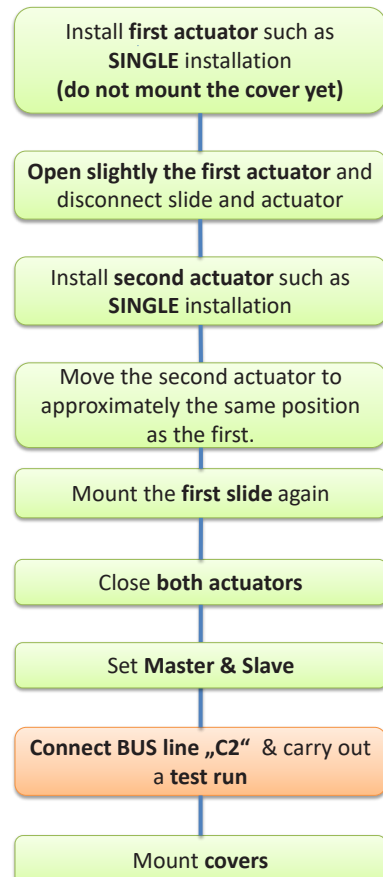 Install first actuator such as
SINGLE installation
(do not mount the cover yet)
Open slightly the first actuator and
disconnect slide and actuator
Install second actuator such as
SINGLE installation
Move the second actuator to
approximately the same position
as the first.
Mount the first slide again
Close both actuators
Set Master & Slave
Connect BUS line „C2“ & carry out
a test run
Mount covers